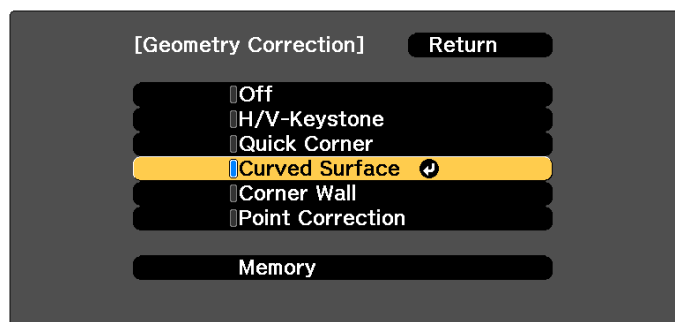 [Geometry Correction] Return
Off
H/V-Keystone
Quick Corner
Curved Surface
Corner Wall
Point Correction
Memory